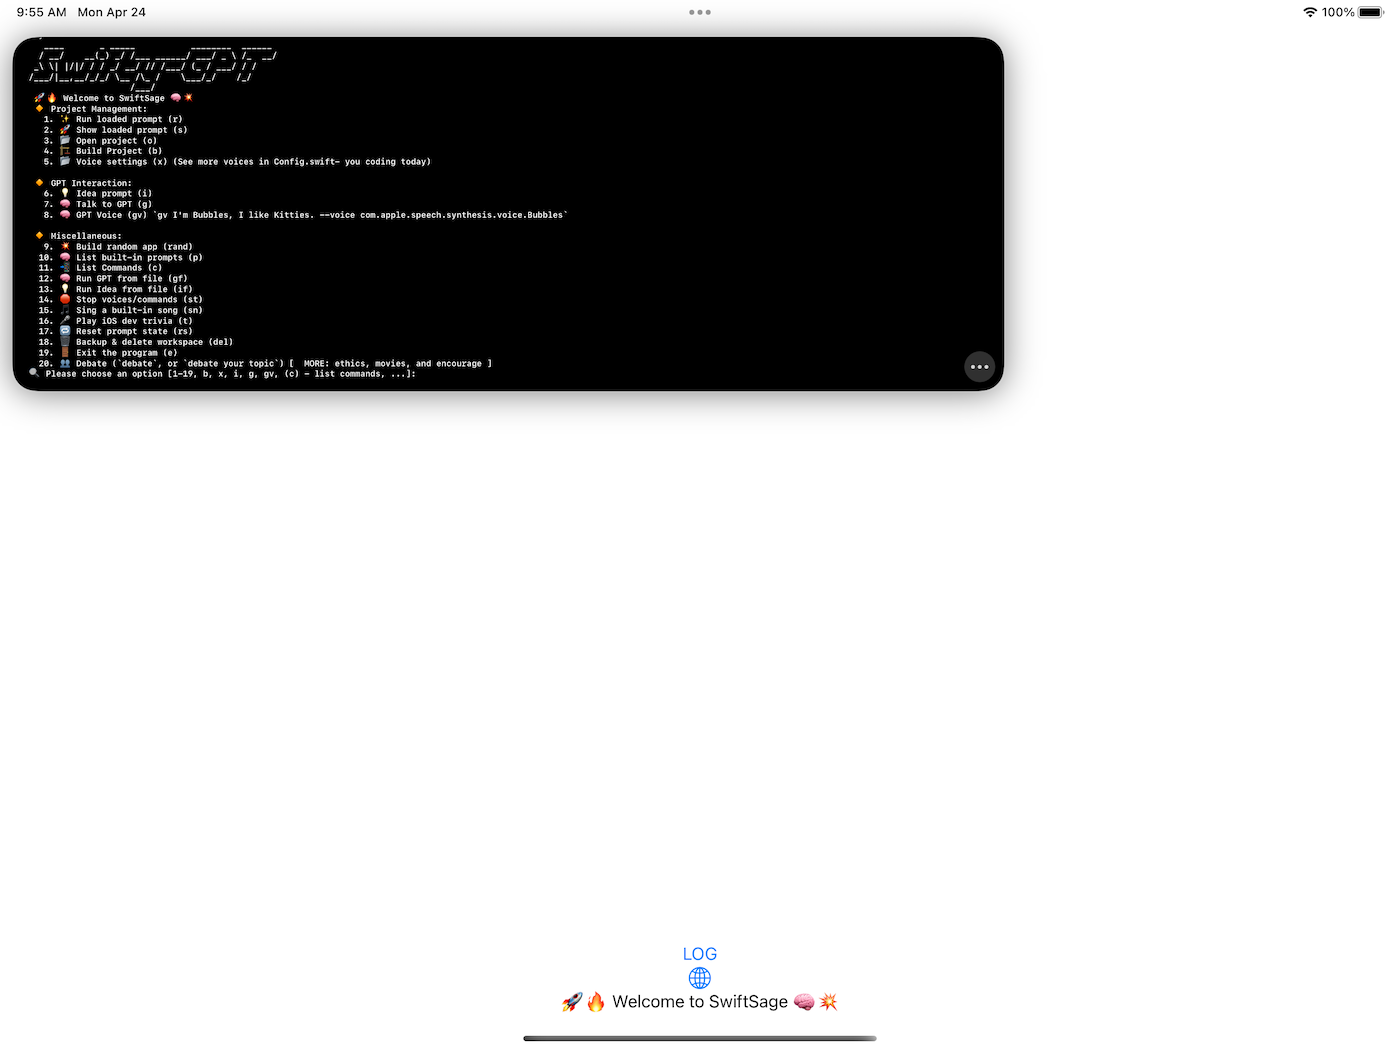 9:55 AM Mon Apr 24
100%
🚀🔥 Welcome to SwiftSage 🧠💥
🔶 Project Management:
1. ✨ Run loaded prompt (r)
2. 🚀 Show loaded prompt (s)
3. 📂 Open project (o)
4. 🏗 Build Project (b)
5. 📂 Voice settings (x) (See more voices in Config.swift- you coding today)
🔶 GPT Interaction:
6. 💡 Idea prompt (i)
7. 🧠 Talk to GPT (g)
8. 🧠 GPT Voice (gv) `gv I'm Bubbles, I like Kitties. --voice com.apple.speech.synthesis.voice.Bubbles`
🔶 Miscellaneous:
9. 💥 Build random app (rand)
10. 🧠 List built-in prompts (p)
11. 📲 List Commands (c)
12. 🧠 Run GPT from file (gf)
13. 💡 Run Idea from file (if)
14. 🛑 Stop voices/commands (st)
15. 🎵 Sing a built-in song (sn)
16. 🎤 Play iOS dev trivia (t)
17. 🔁 Reset prompt state (rs)
18. 🗑 Backup & delete workspace (del)
19. 🚪 Exit the program (e)
20. 👥 Debate (`debate`, or `debate your topic`) [  MORE: ethics, movies, and encourage ]
🔍 Please choose an option [1-19, b, x, i, g, gv, (c) - list commands, ...]:
LOG
🚀🔥 Welcome to SwiftSage 🧠💥